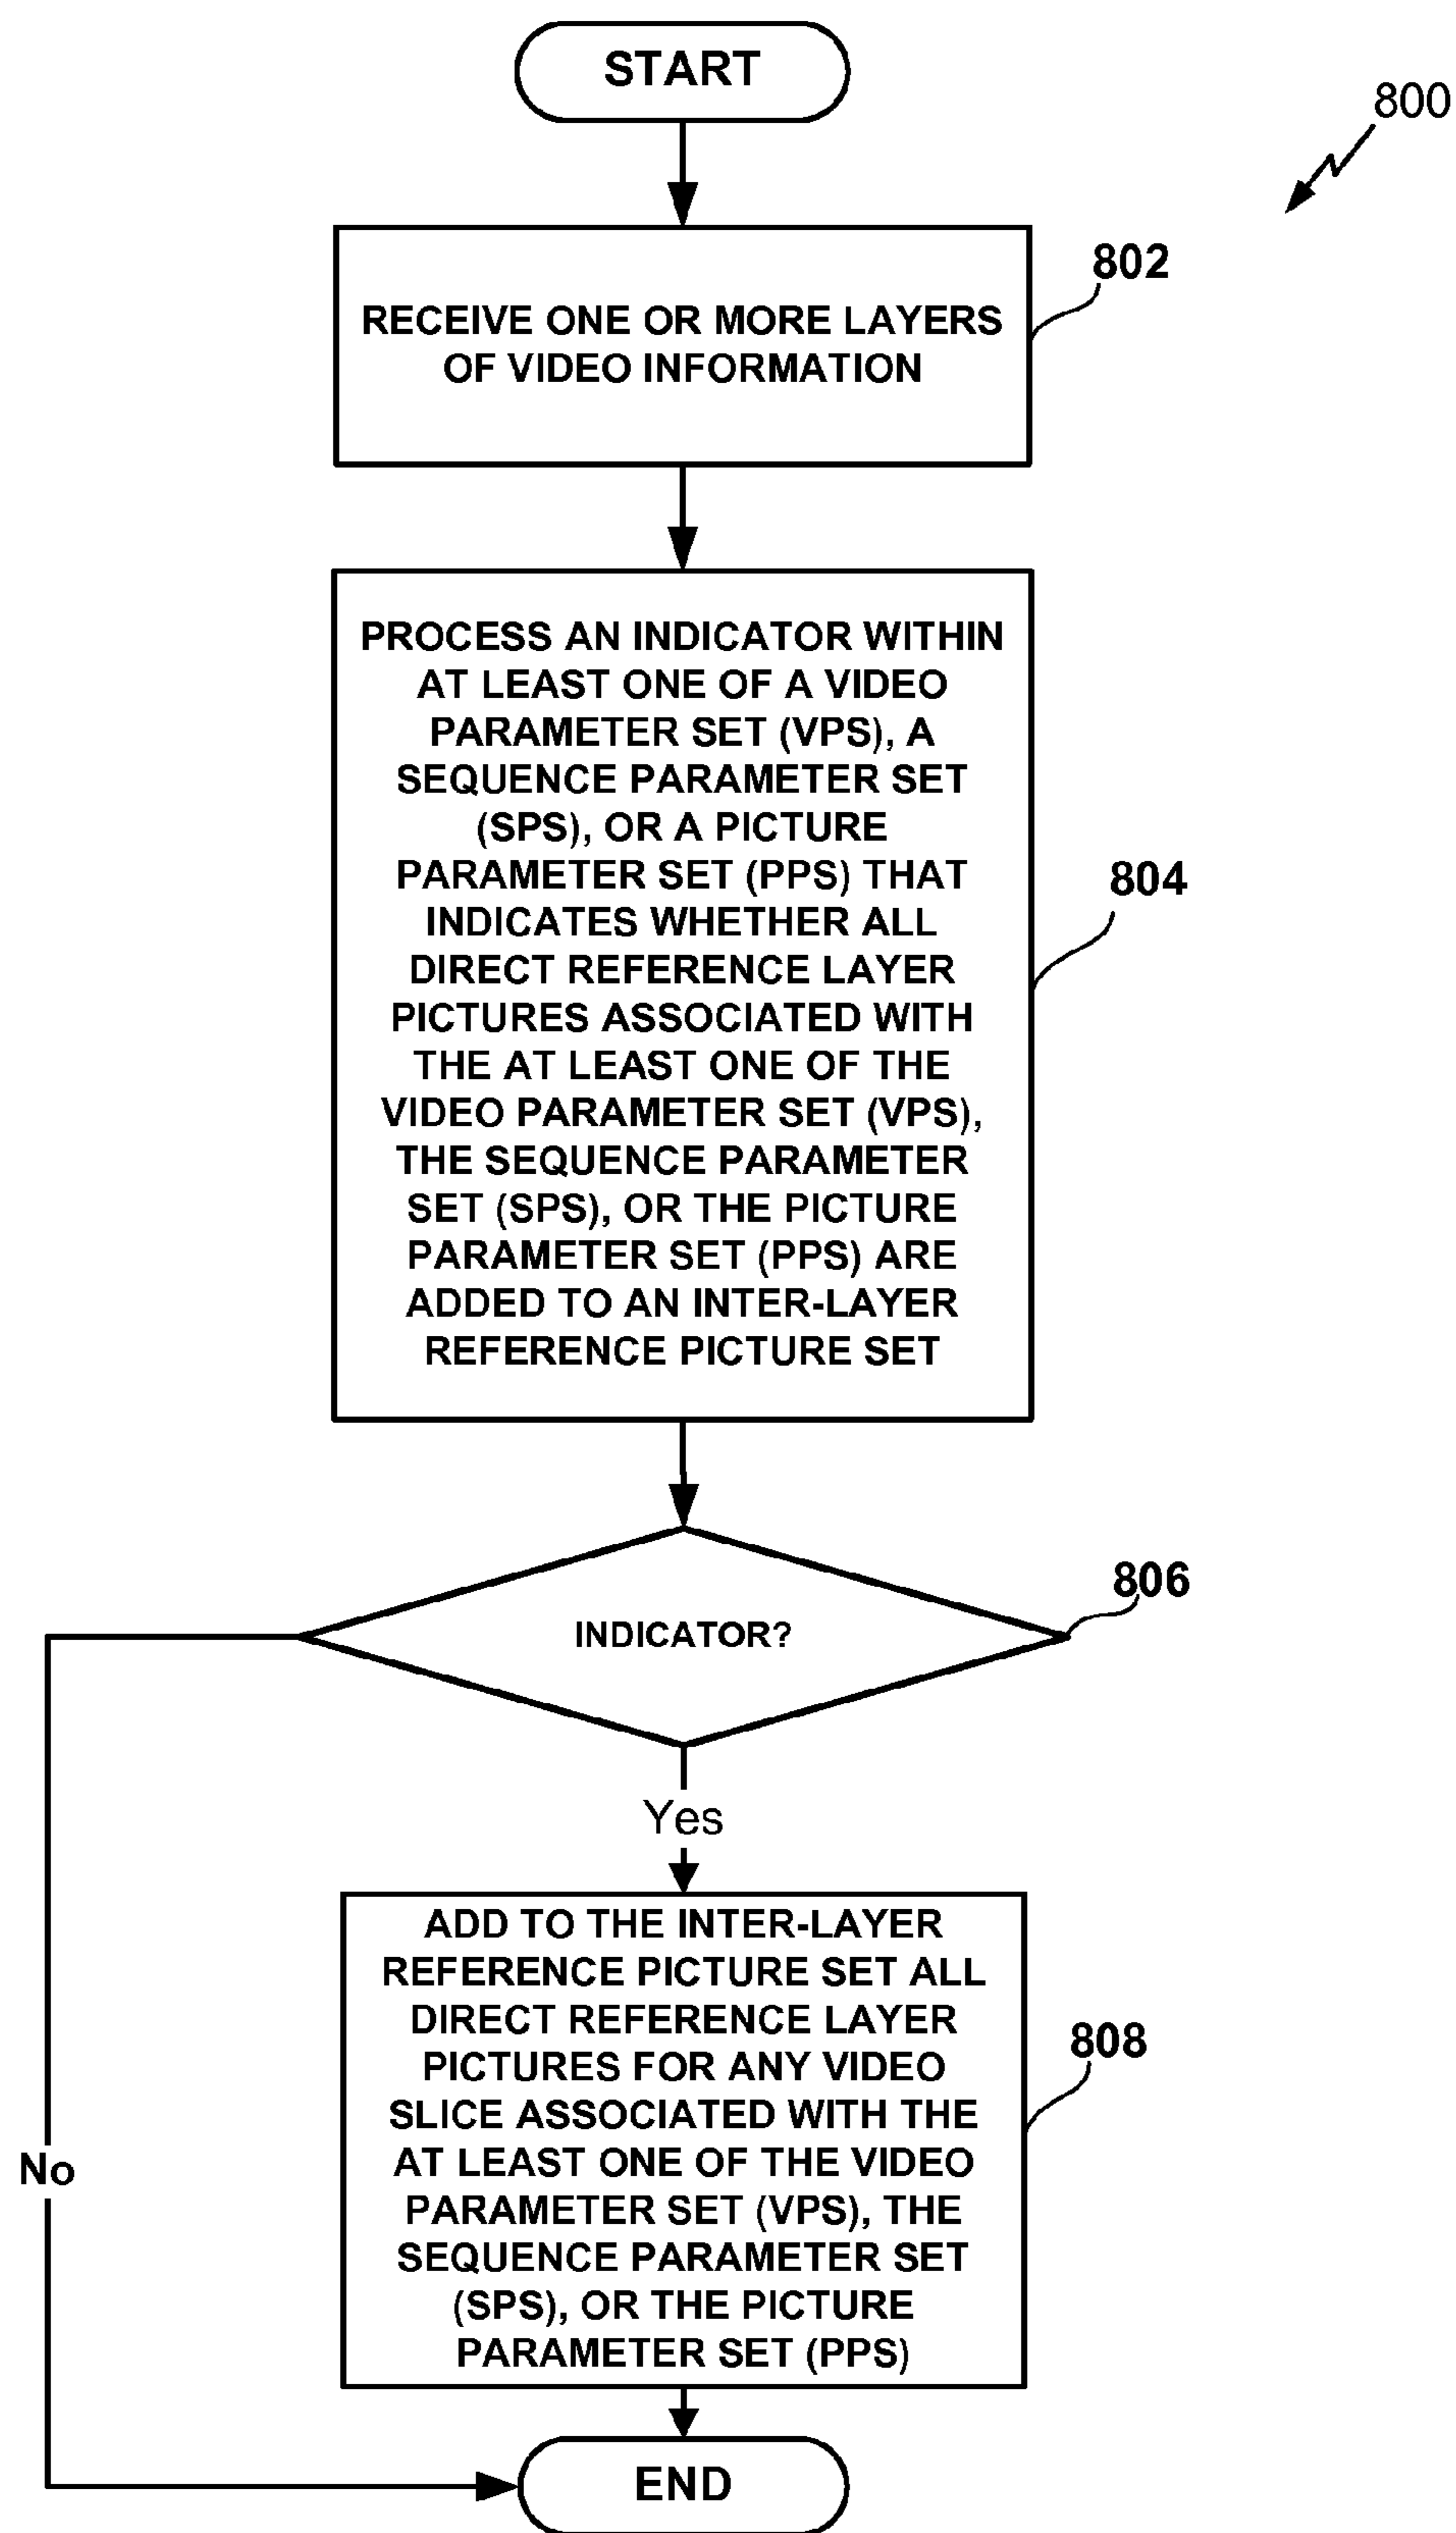 START
800
802
RECEIVE ONE OR MORE LAYERS
OF VIDEO INFORMATION
PROCESS AN INDICATOR WITHIN
AT LEAST ONE OF A VIDEO
PARAMETER SET (VPS), A
SEQUENCE PARAMETER SET
(SPS), OR A PICTURE
PARAMETER SET (PPS) THAT
INDICATES WHETHER ALL
DIRECT REFERENCE LAYER
PICTURES ASSOCIATED WITH
THE AT LEAST ONE OF THE
VIDEO PARAMETER SET (VPS),
THE SEQUENCE PARAMETER
SET (SPS), OR THE PICTURE
PARAMETER SET (PPS) ARE
ADDED TO AN INTER-LAYER
REFERENCE PICTURE SET
804
806
INDICATOR?
Yes
ADD TO THE INTER-LAYER
REFERENCE PICTURE SET ALL
DIRECT REFERENCE LAYER
PICTURES FOR ANY VIDEO
SLICE ASSOCIATED WITH THE
AT LEAST ONE OF THE VIDEO
PARAMETER SET (VPS), THE
SEQUENCE PARAMETER SET
(SPS), OR THE PICTURE
PARAMETER SET (PPS)
808
No
END